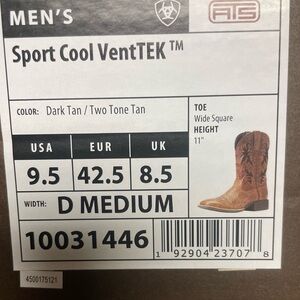 MEN'S
ATS
Sport Cool VentTEK™
COLOR: Dark Tan / Two Tone Tan
TOE
Wide Square
HEIGHT
11"
USA EUR UK
9.5 42.5 8.5
WIDTH: D MEDIUM
10031446
1 92904 23707 8
4500175121